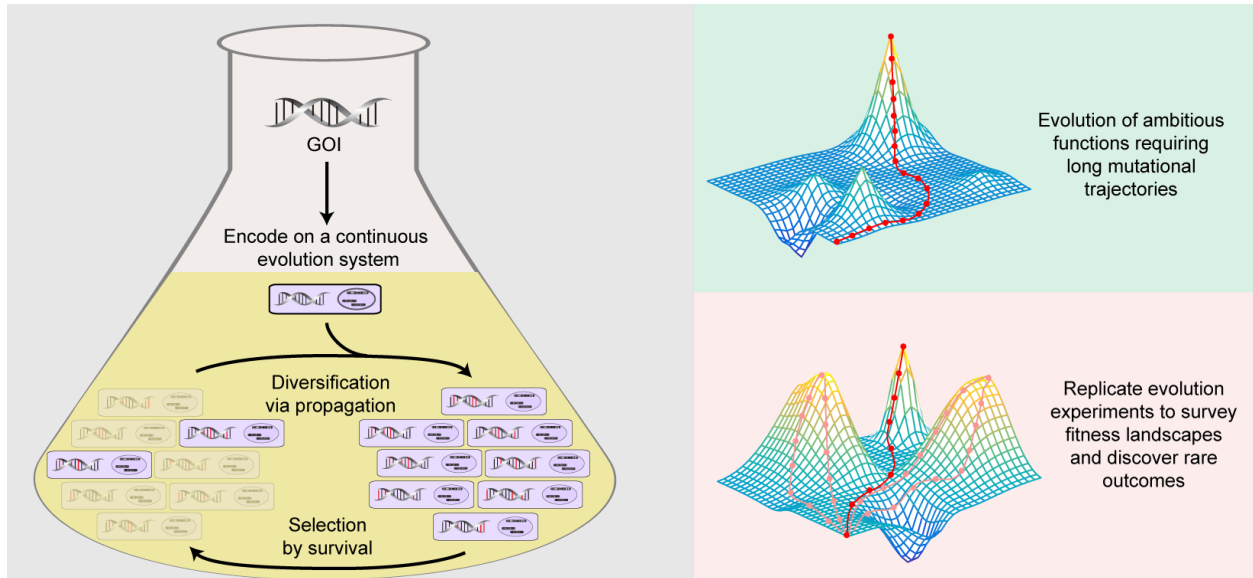 GOI
Encode on a continuous
evolution system
Diversification
via propagation
Selection
by survival
Evolution of ambitious
functions requiring
long mutational
trajectories
Replicate evolution
experiments to survey
fitness landscapes
and discover rare
outcomes